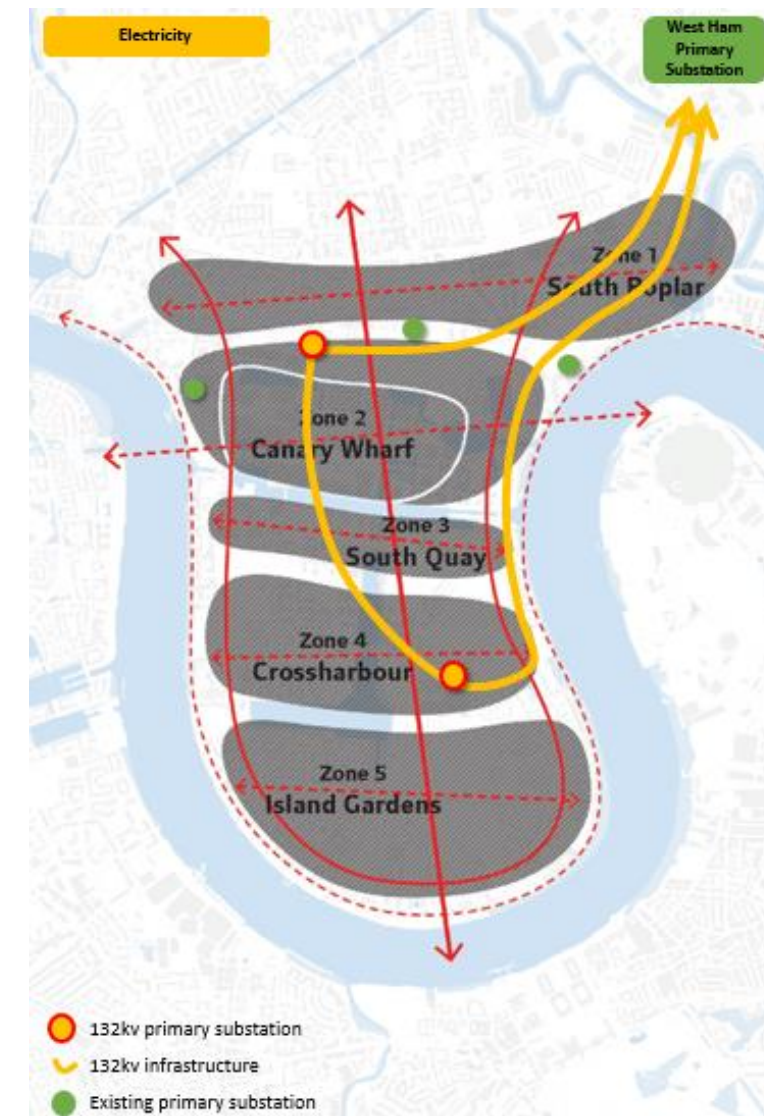 Electricity
West Ham
Primary
Substation
Zone 1
South Poplar
Zone 2
Canary Wharf
Zone 3
South Quay
Zone 4
Crossharbour
Zone 5
Island Gardens
132kv primary substation
132kv infrastructure
Existing primary substation